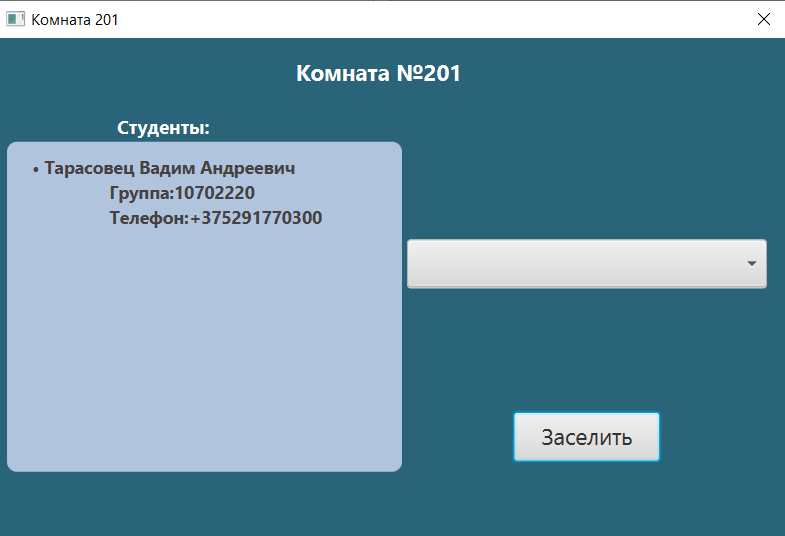 Комната 201
Комната №201
Студенты:
• Тарасовец Вадим Андреевич
Группа:10702220
Телефон:+375291770300
Заселить